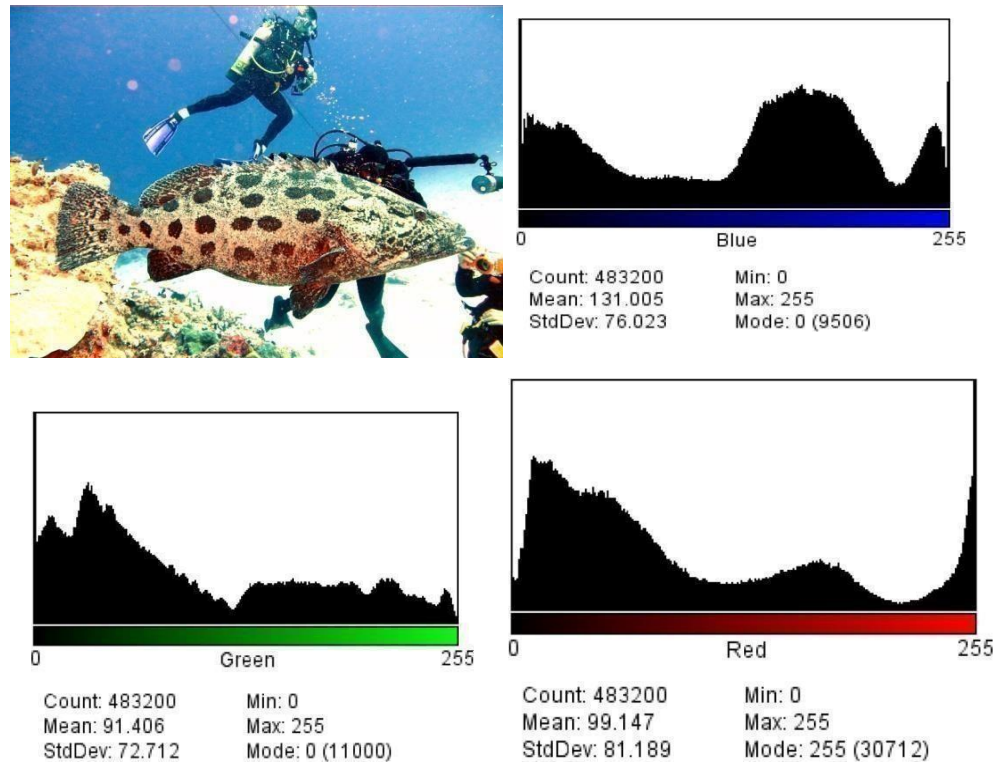 0 Blue 255
Count: 483200 Min: 0
Mean: 131.005 Max: 255
StdDev: 76.023 Mode: 0 (9506)
0 Green 255
Count: 483200 Min: 0
Mean: 91.406 Max: 255
StdDev: 72.712 Mode: 0 (11000)
0 Red 255
Count: 483200 Min: 0
Mean: 99.147 Max: 255
StdDev: 81.189 Mode: 255 (30712)